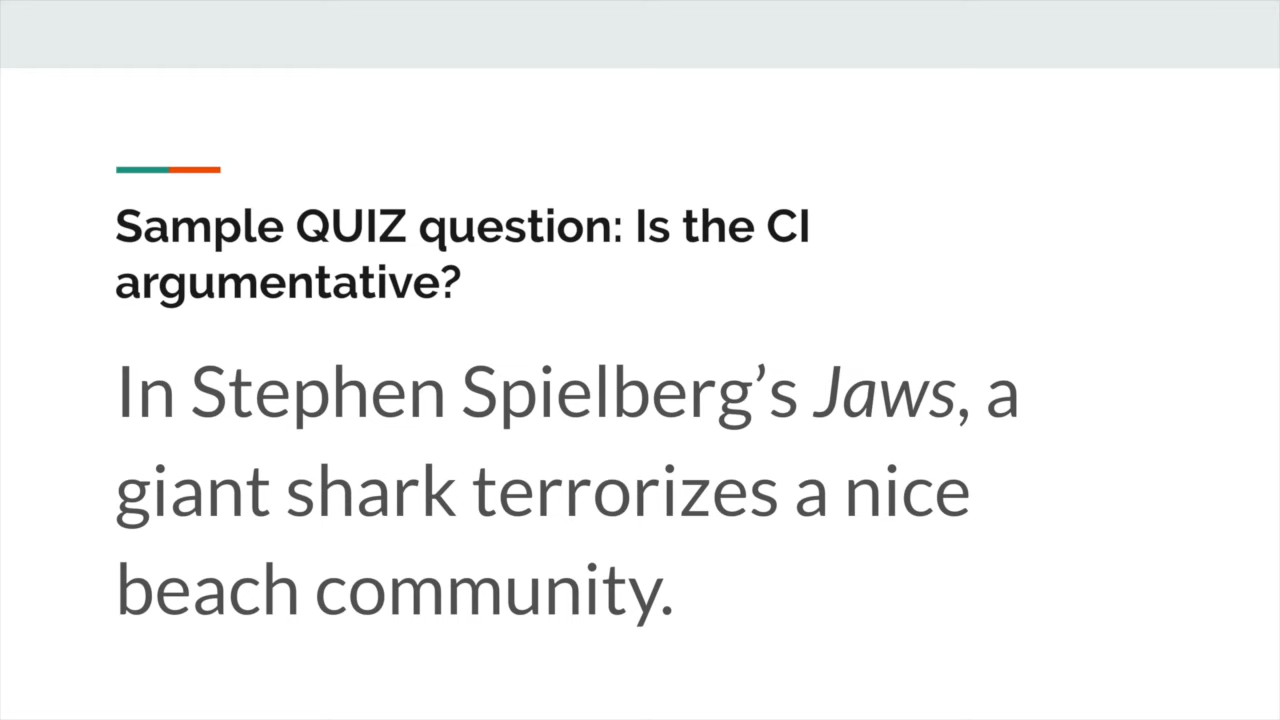 Sample QUIZ question: Is the CI
argumentative?
In Stephen Spielberg’s Jaws, a
giant shark terrorizes a nice
beach community.